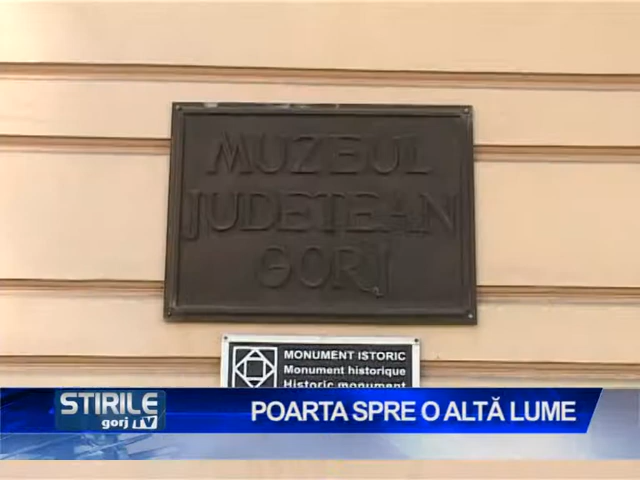 MUZEUL
JUDEȚEAN
GORJ
MONUMENT ISTORIC
Monument historique
Historic monument
STIRILE
gorj TV
POARTA SPRE O ALTĂ LUME